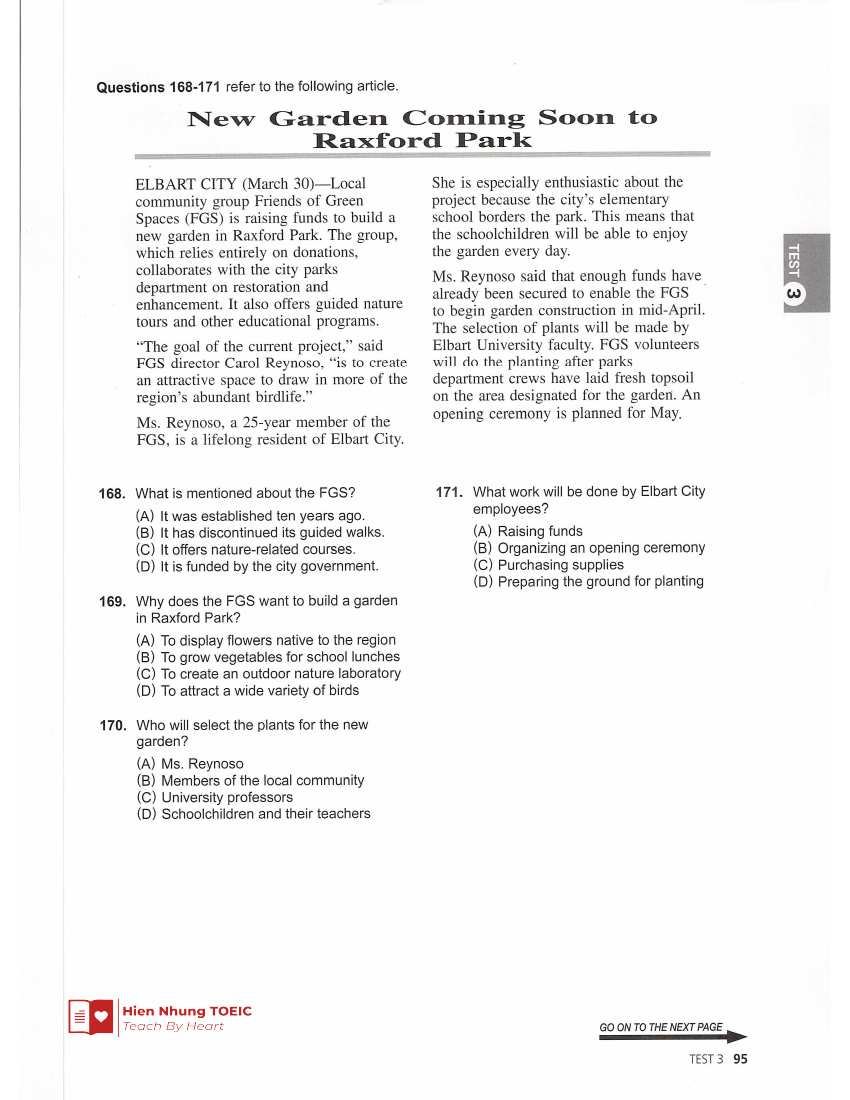 Questions 168-171 refer to the following article.
New Garden Coming Soon to
Raxford Park
ELBART CITY (March 30)—Local
community group Friends of Green
Spaces (FGS) is raising funds to build a
new garden in Raxford Park. The group,
which relies entirely on donations,
collaborates with the city parks
department on restoration and
enhancement. It also offers guided nature
tours and other educational programs.
“The goal of the current project,” said
FGS director Carol Reynoso, “is to create
an attractive space to draw in more of the
region’s abundant birdlife.”
Ms. Reynoso, a 25-year member of the
FGS, is a lifelong resident of Elbart City.
She is especially enthusiastic about the
project because the city’s elementary
school borders the park. This means that
the schoolchildren will be able to enjoy
the garden every day.
Ms. Reynoso said that enough funds have
already been secured to enable the FGS
to begin garden construction in mid-April.
The selection of plants will be made by
Elbart University faculty. FGS volunteers
will do the planting after parks
department crews have laid fresh topsoil
on the area designated for the garden. An
opening ceremony is planned for May.
TEST 3
168. What is mentioned about the FGS?
(A) It was established ten years ago.
(B) It has discontinued its guided walks.
(C) It offers nature-related courses.
(D) It is funded by the city government.
169. Why does the FGS want to build a garden
in Raxford Park?
(A) To display flowers native to the region
(B) To grow vegetables for school lunches
(C) To create an outdoor nature laboratory
(D) To attract a wide variety of birds
170. Who will select the plants for the new
garden?
(A) Ms. Reynoso
(B) Members of the local community
(C) University professors
(D) Schoolchildren and their teachers
171. What work will be done by Elbart City
employees?
(A) Raising funds
(B) Organizing an opening ceremony
(C) Purchasing supplies
(D) Preparing the ground for planting
Hien Nhung TOEIC
Teach By Heart
GO ON TO THE NEXT PAGE
TEST 3 95